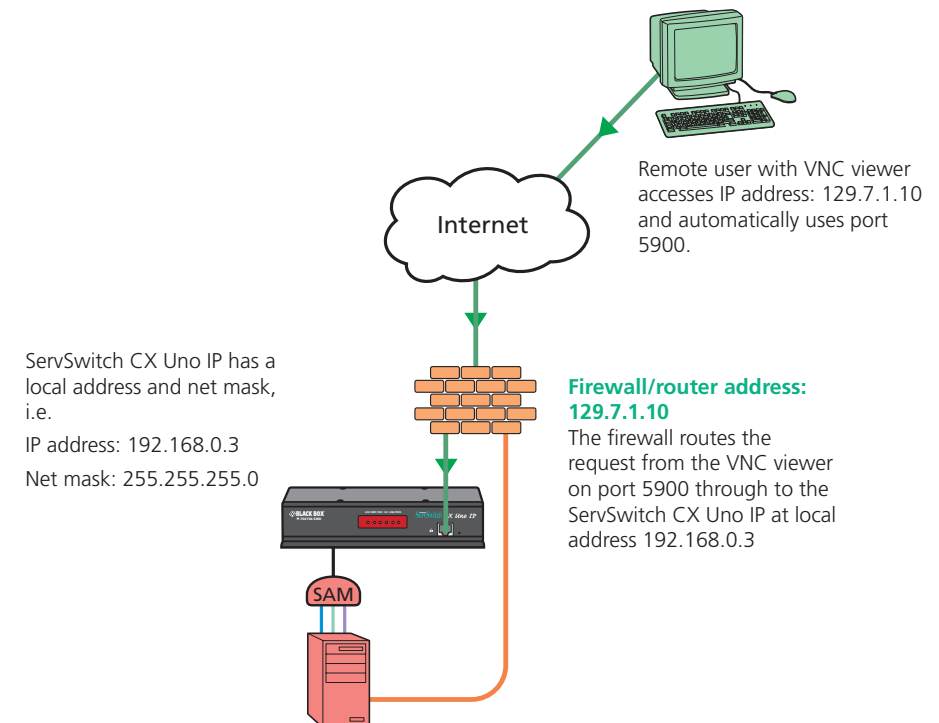 Remote user with VNC viewer
accesses IP address: 129.7.1.10
and automatically uses port
5900.
Internet
ServSwitch CX Uno IP has a
local address and net mask,
i.e.
IP address: 192.168.0.3
Net mask: 255.255.255.0
Firewall/router address:
129.7.1.10
The firewall routes the
request from the VNC viewer
on port 5900 through to the
ServSwitch CX Uno IP at local
address 192.168.0.3
BLACK BOX
ServSwitch CX Uno IP
SAM